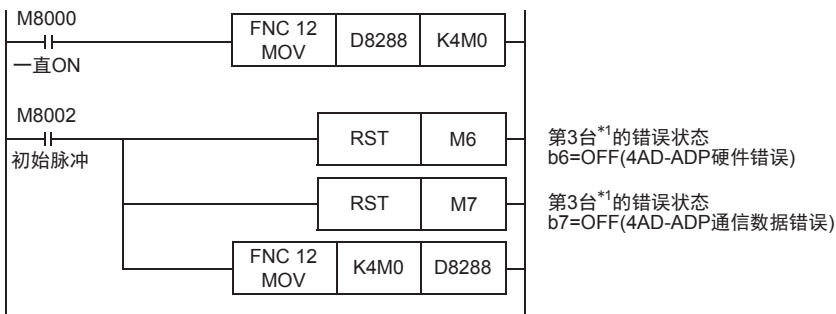 M8000
FNC 12
MOV
D8288
K4M0
一直ON
M8002
初始脉冲
RST
M6
第3台*1的错误状态
b6=OFF(4AD-ADP硬件错误)
RST
M7
第3台*1的错误状态
b7=OFF(4AD-ADP通信数据错误)
FNC 12
MOV
K4M0
D8288